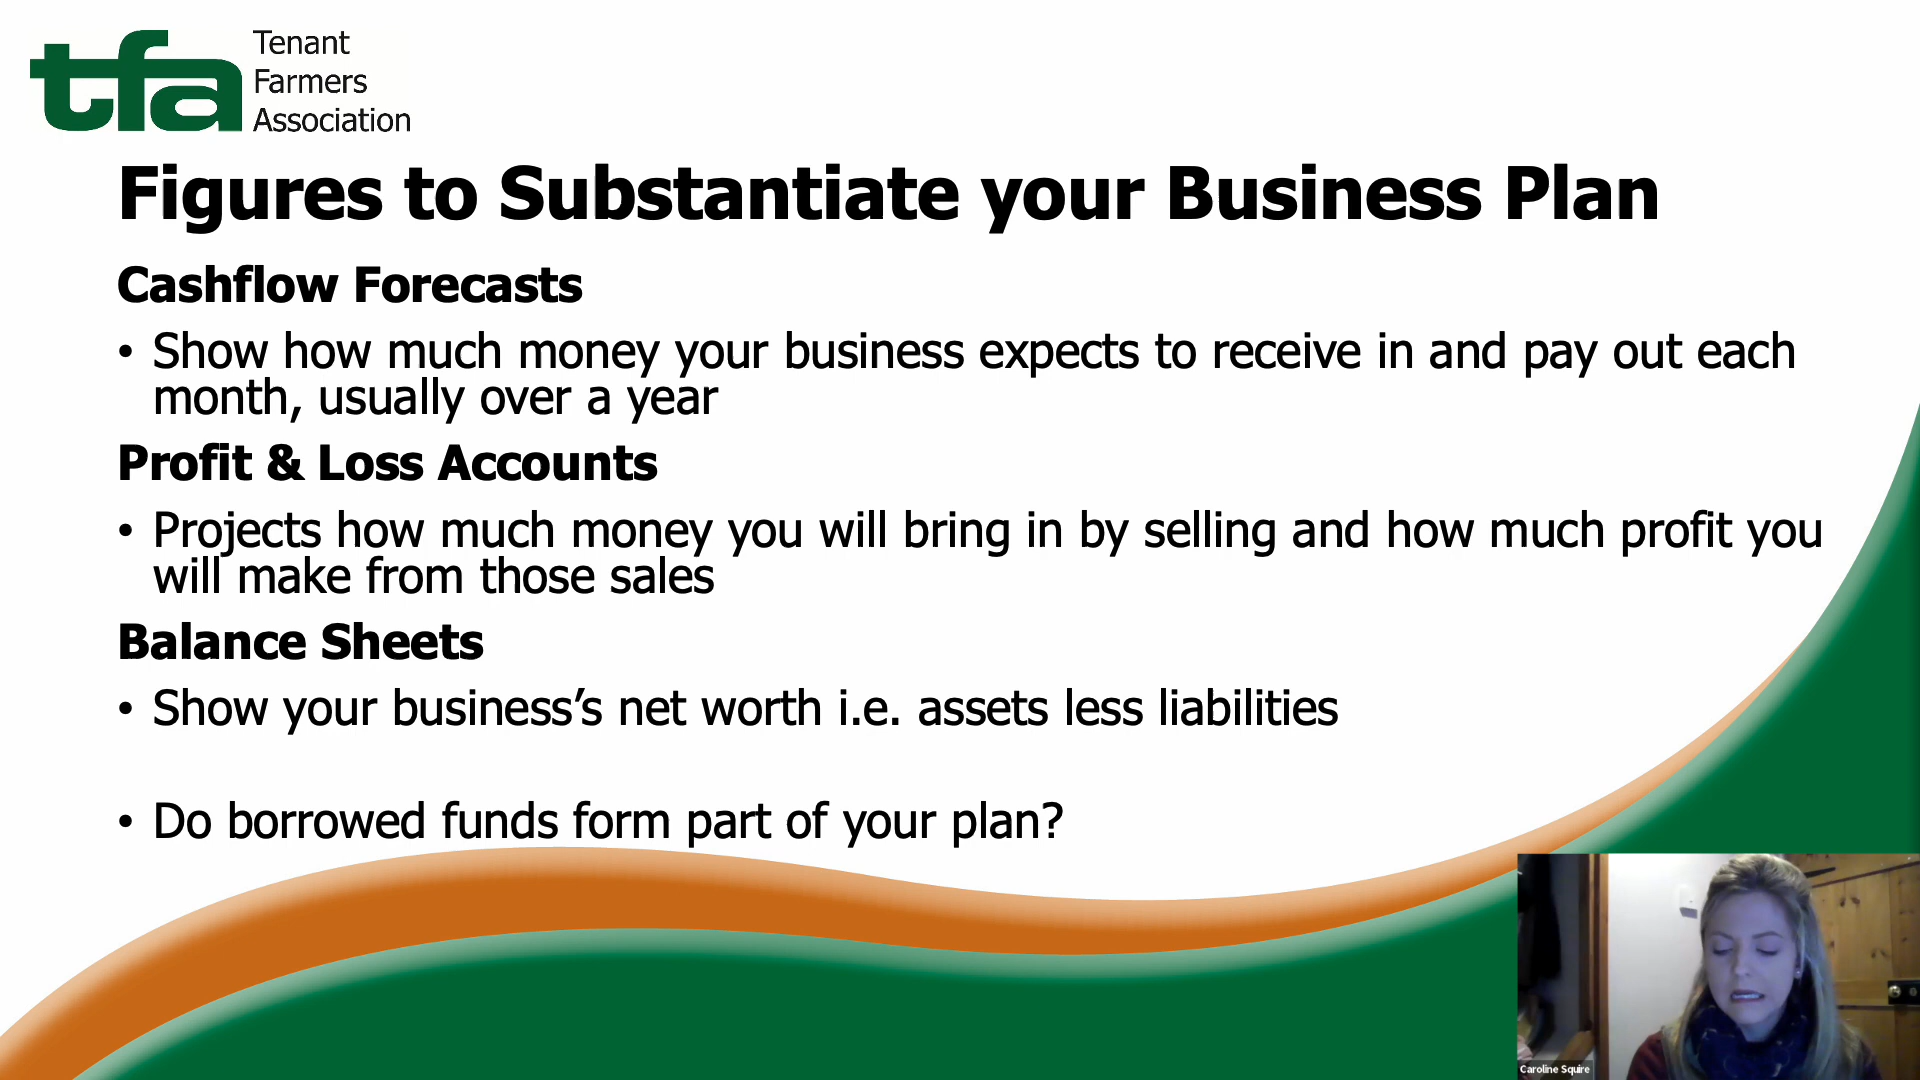 tfa
Tenant
Farmers
Association
Figures to Substantiate your Business Plan
Cashflow Forecasts
• Show how much money your business expects to receive in and pay out each
month, usually over a year
Profit & Loss Accounts
• Projects how much money you will bring in by selling and how much profit you
will make from those sales
Balance Sheets
• Show your business’s net worth i.e. assets less liabilities
• Do borrowed funds form part of your plan?
Caroline Squire